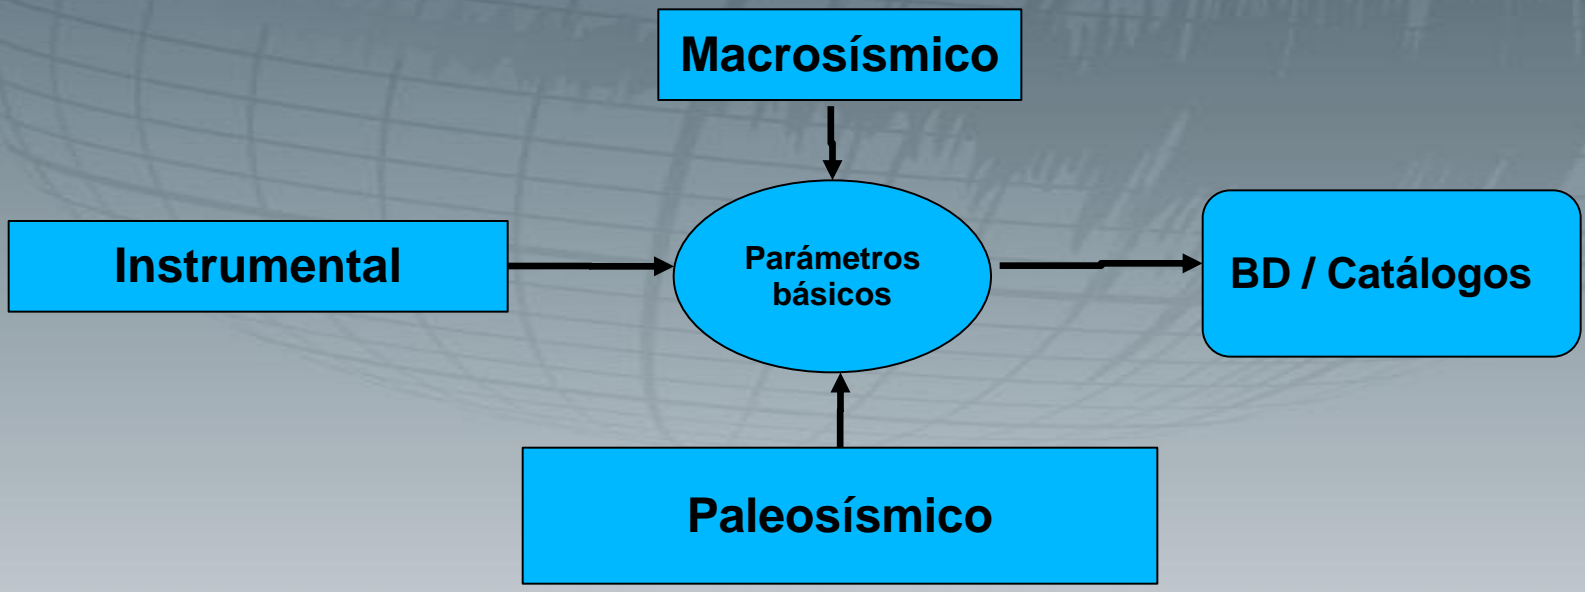 Macrosísmico
Instrumental
Parámetros
básicos
BD / Catálogos
Paleosísmico